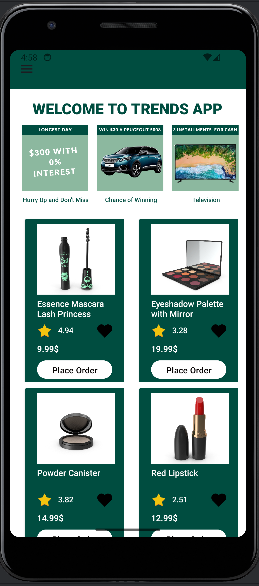 4:58
WELCOME TO TRENDS APP
LONGEST DAY
$300 WITH
0%
INTEREST
Hurry Up and Don't Miss
Chance of Winning
Television
Essence Mascara
Lash Princess
4.94
9.99$
Place Order
Eyeshadow Palette
with Mirror
3.28
19.99$
Place Order
Powder Canister
3.82
14.99$
Red Lipstick
2.51
12.99$